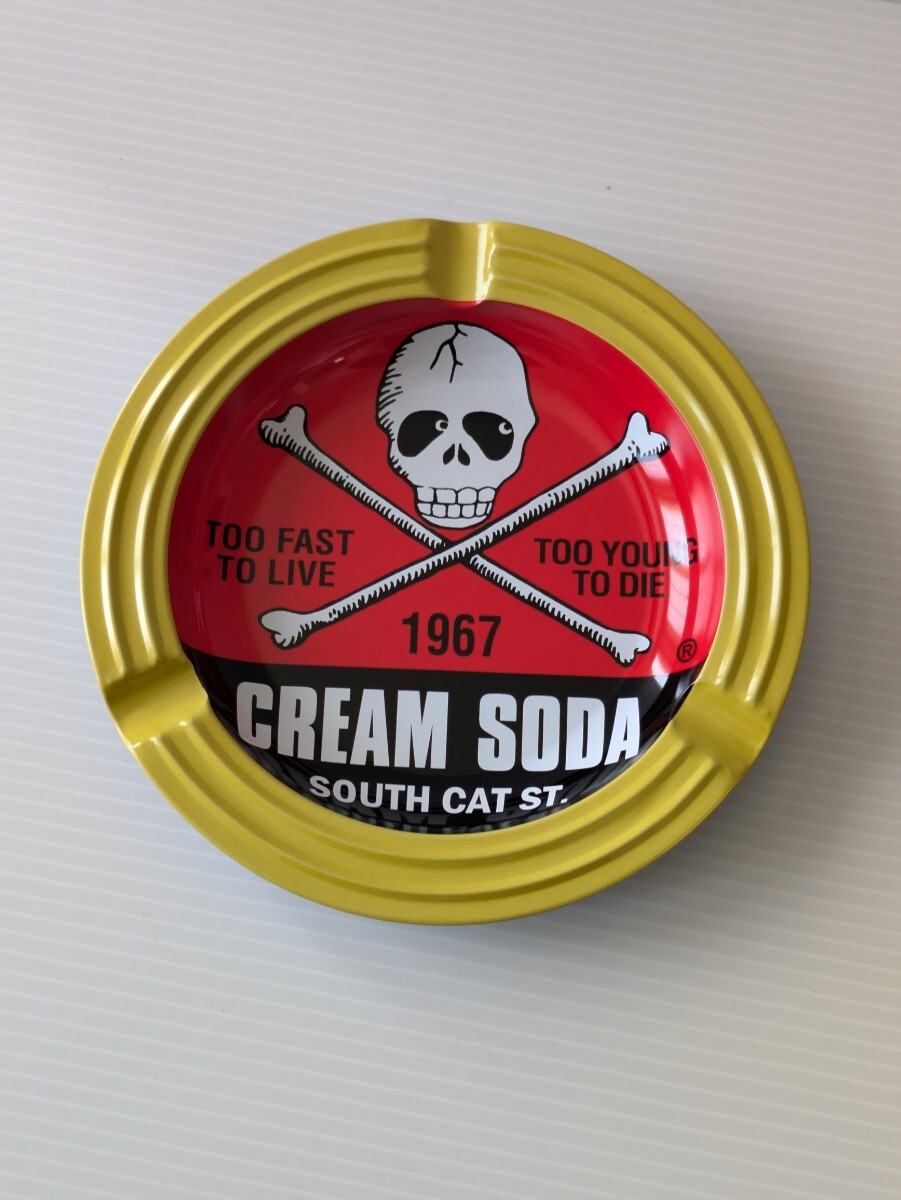 TOO FAST
TO LIVE
TOO YOUNG
TO DIE
1967
®
CREAM SODA
SOUTH CAT ST.